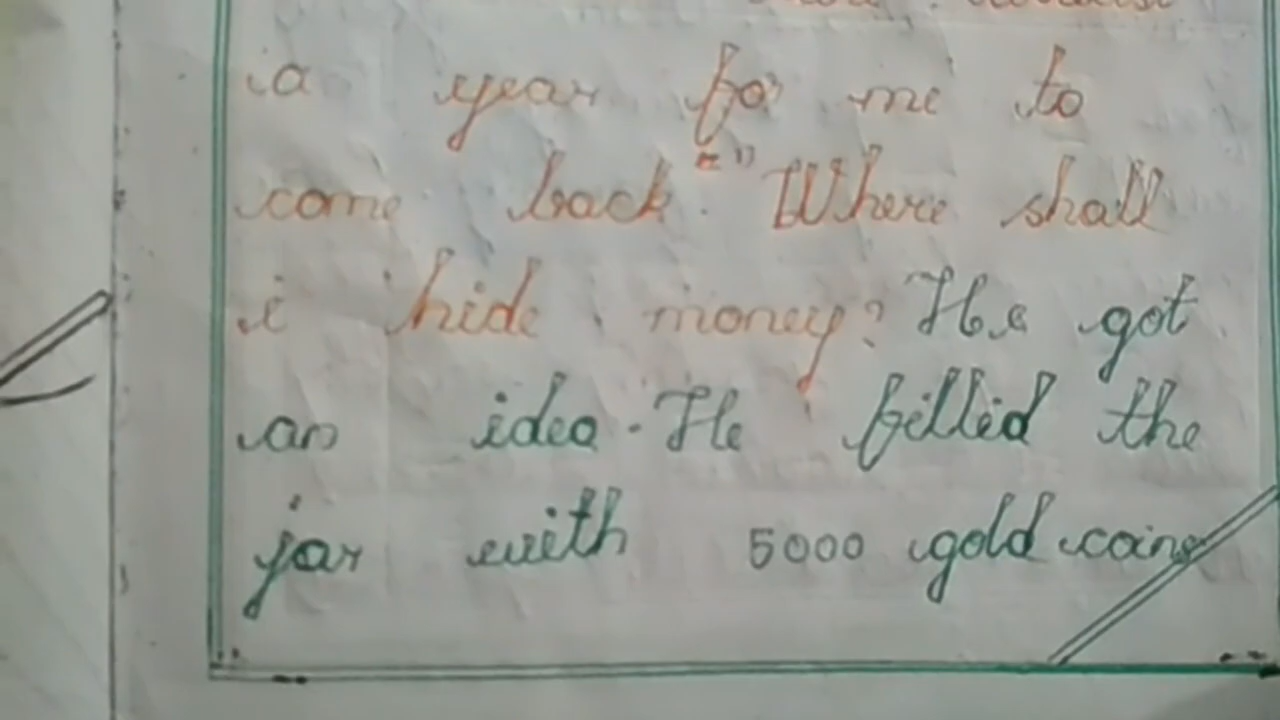 a year for me to
come back." Where shall
i hide money? He got
an idea. He filled the
jar with 5000 gold coins